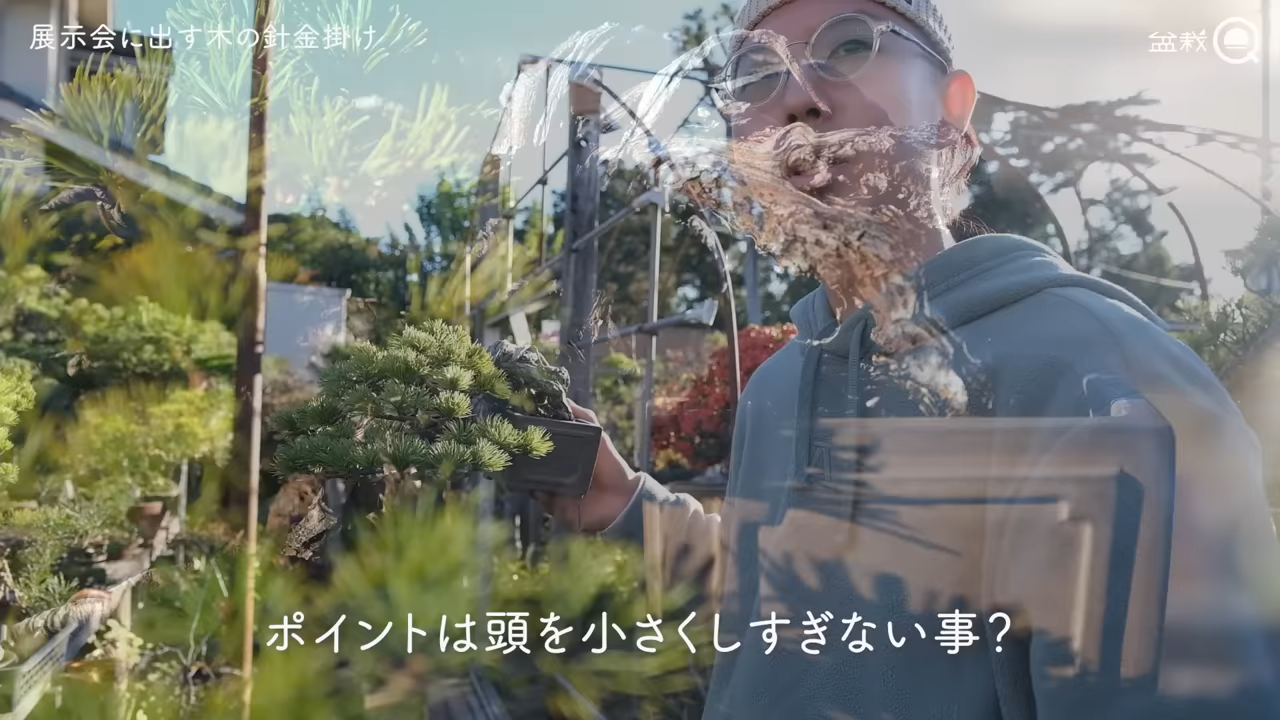 展示会に出す木の針金掛け
盆栽Q
ポイントは頭を小さくしすぎない事？